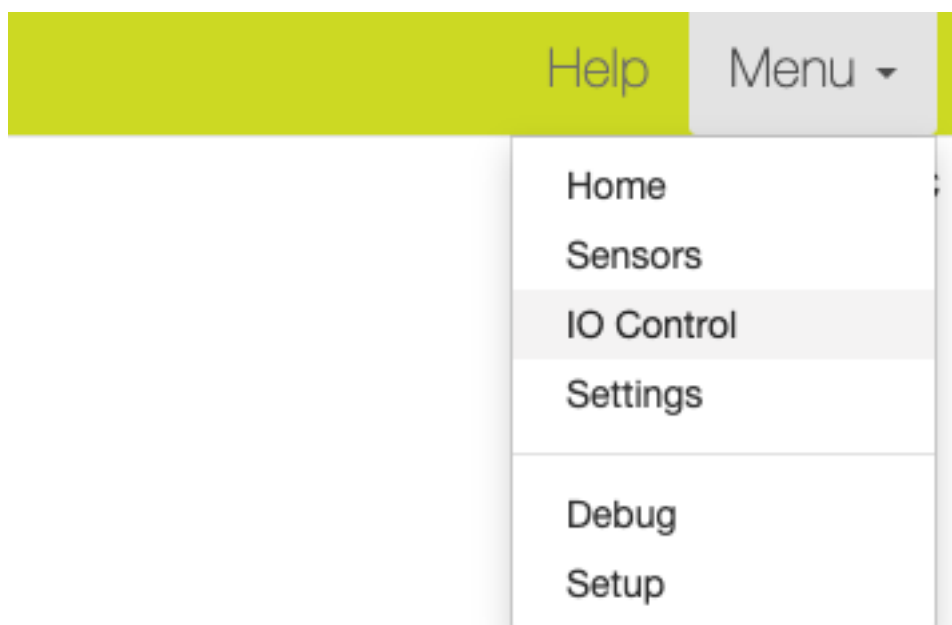 Help Menu
Home
Sensors
IO Control
Settings
Debug
Setup